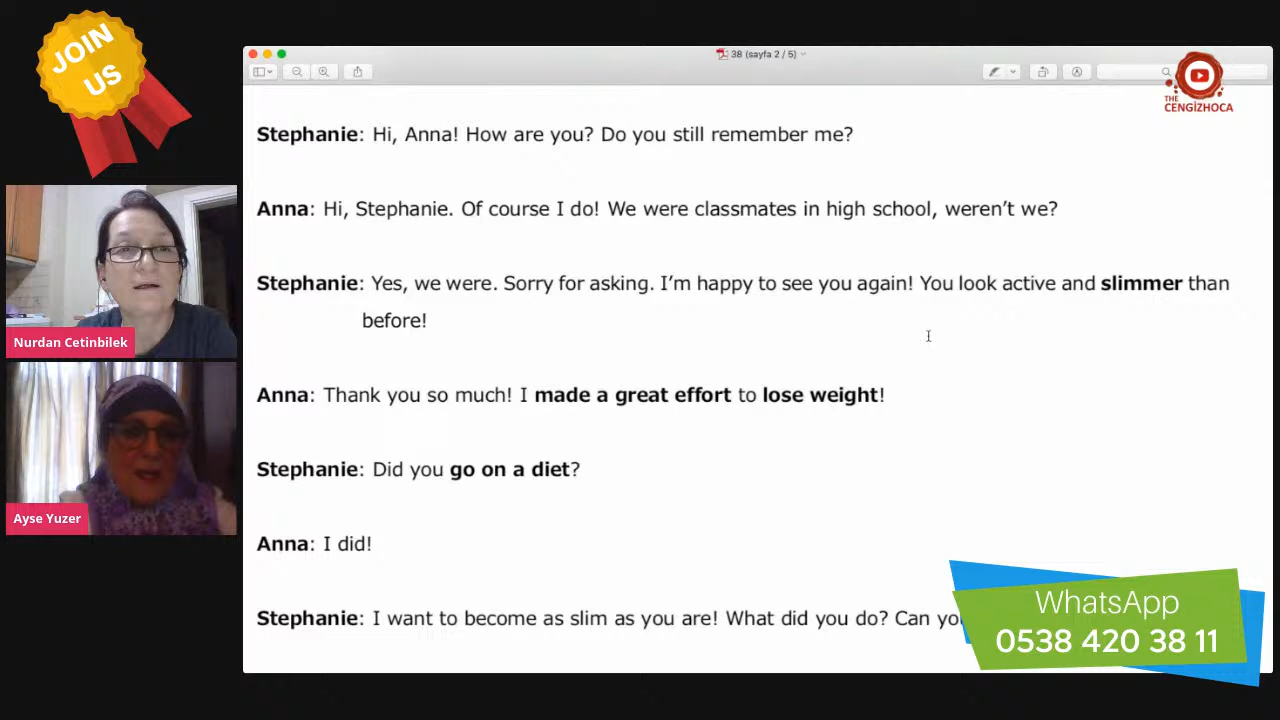 JOIN
US
38 (sayfa 2 / 5)
THE
CENGİZHOCA
Stephanie: Hi, Anna! How are you? Do you still remember me?
Anna: Hi, Stephanie. Of course I do! We were classmates in high school, weren't we?
Stephanie: Yes, we were. Sorry for asking. I'm happy to see you again! You look active and slimmer than
before!
Anna: Thank you so much! I made a great effort to lose weight!
Stephanie: Did you go on a diet?
Anna: I did!
Stephanie: I want to become as slim as you are! What did you do? Can
Nurdan Cetinbilek
Ayse Yuzer
WhatsApp
0538 420 38 11